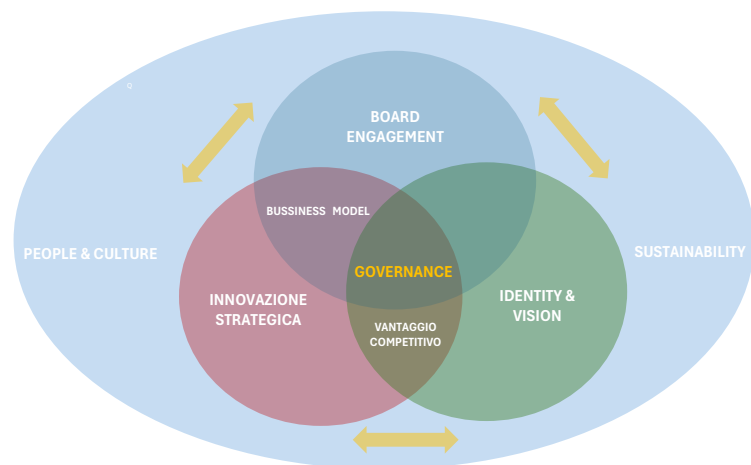 q
BOARD
ENGAGEMENT
BUSSINESS MODEL
PEOPLE & CULTURE
SUSTAINABILITY
GOVERNANCE
INNOVAZIONE
STRATEGICA
IDENTITY &
VISION
VANTAGGIO
COMPETITIVO